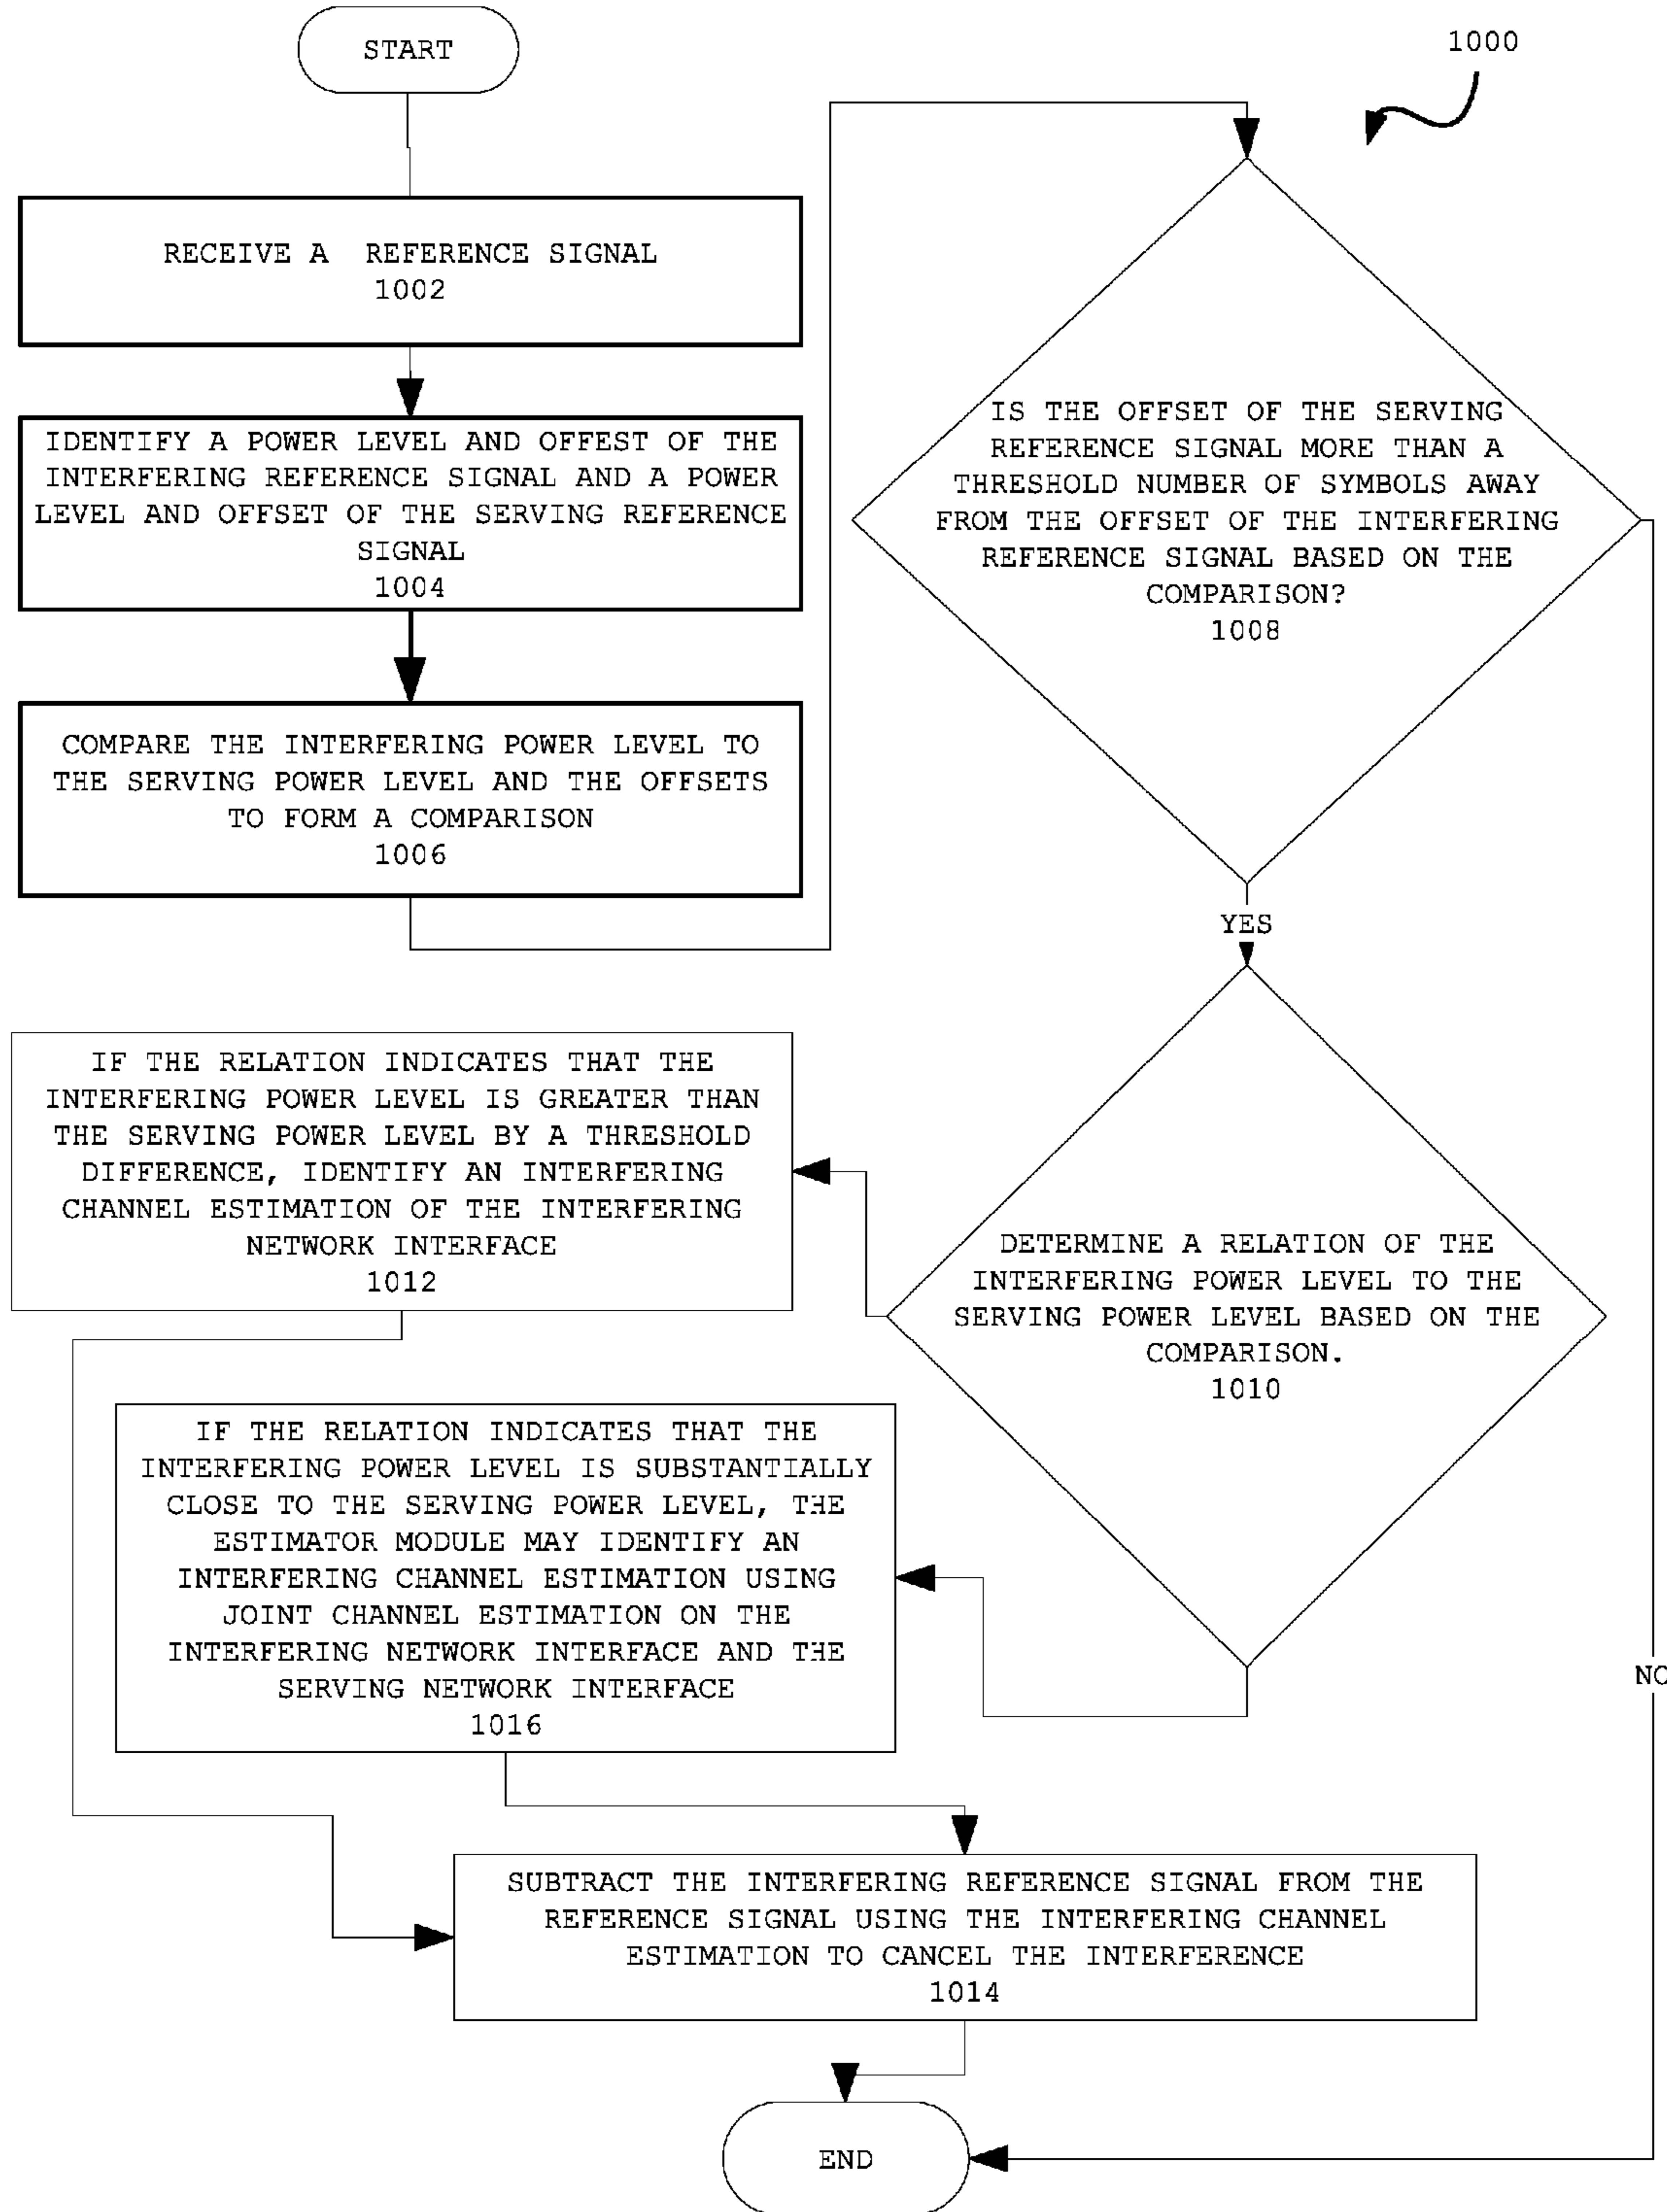 START
1000
RECEIVE A  REFERENCE SIGNAL
1002
IDENTIFY A POWER LEVEL AND OFFEST OF THE
INTERFERING REFERENCE SIGNAL AND A POWER
LEVEL AND OFFSET OF THE SERVING REFERENCE
SIGNAL
1004
COMPARE THE INTERFERING POWER LEVEL TO
THE SERVING POWER LEVEL AND THE OFFSETS
TO FORM A COMPARISON
1006
IS THE OFFSET OF THE SERVING
REFERENCE SIGNAL MORE THAN A
THRESHOLD NUMBER OF SYMBOLS AWAY
FROM THE OFFSET OF THE INTERFERING
REFERENCE SIGNAL BASED ON THE
COMPARISON?
1008
YES
DETERMINE A RELATION OF THE
INTERFERING POWER LEVEL TO THE
SERVING POWER LEVEL BASED ON THE
COMPARISON.
1010
IF THE RELATION INDICATES THAT THE
INTERFERING POWER LEVEL IS GREATER THAN
THE SERVING POWER LEVEL BY A THRESHOLD
DIFFERENCE, IDENTIFY AN INTERFERING
CHANNEL ESTIMATION OF THE INTERFERING
NETWORK INTERFACE
1012
IF THE RELATION INDICATES THAT THE
INTERFERING POWER LEVEL IS SUBSTANTIALLY
CLOSE TO THE SERVING POWER LEVEL, THE
ESTIMATOR MODULE MAY IDENTIFY AN
INTERFERING CHANNEL ESTIMATION USING
JOINT CHANNEL ESTIMATION ON THE
INTERFERING NETWORK INTERFACE AND THE
SERVING NETWORK INTERFACE
1016
NO
SUBTRACT THE INTERFERING REFERENCE SIGNAL FROM THE
REFERENCE SIGNAL USING THE INTERFERING CHANNEL
ESTIMATION TO CANCEL THE INTERFERENCE
1014
END